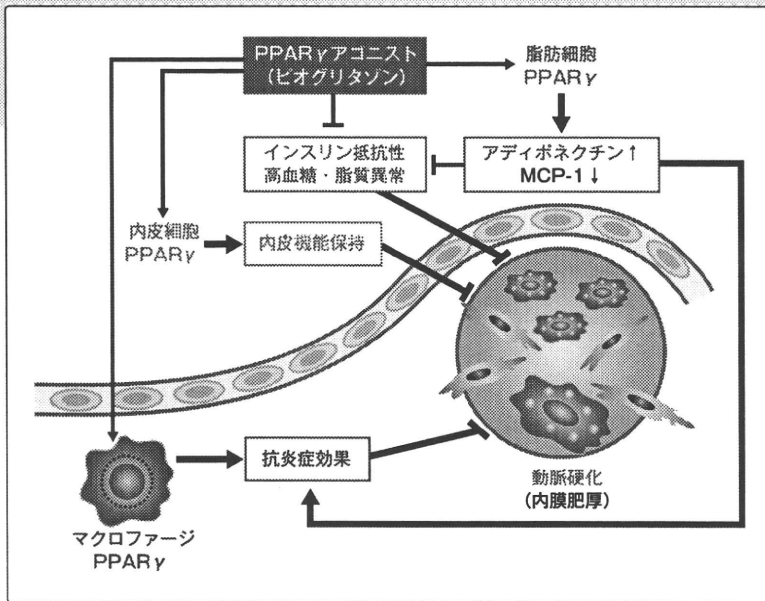 PPARγアゴニスト
(ピオグリタゾン)
脂肪細胞
PPARγ
インスリン抵抗性
高血糖・脂質異常
アディポネクチン↑
MCP-1↓
内皮細胞
PPARγ
内皮機能保持
抗炎症効果
動脈硬化
(内膜肥厚)
マクロファージ
PPARγ